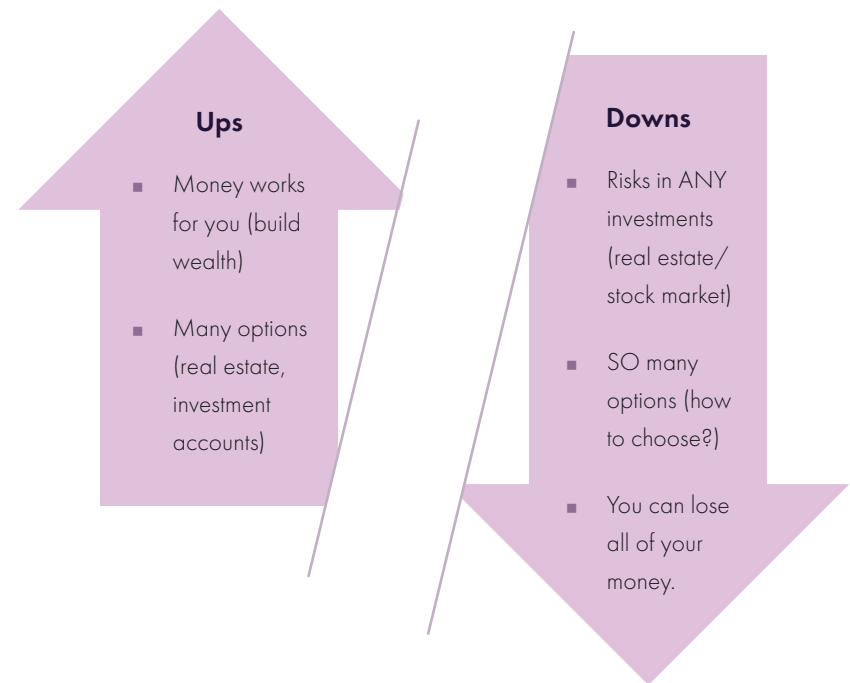 Ups
▪ Money works
for you (build
wealth)
▪ Many options
(real estate,
investment
accounts)
Downs
▪ Risks in ANY
investments
(real estate/
stock market)
▪ SO many
options (how
to choose?)
▪ You can lose
all of your
money.